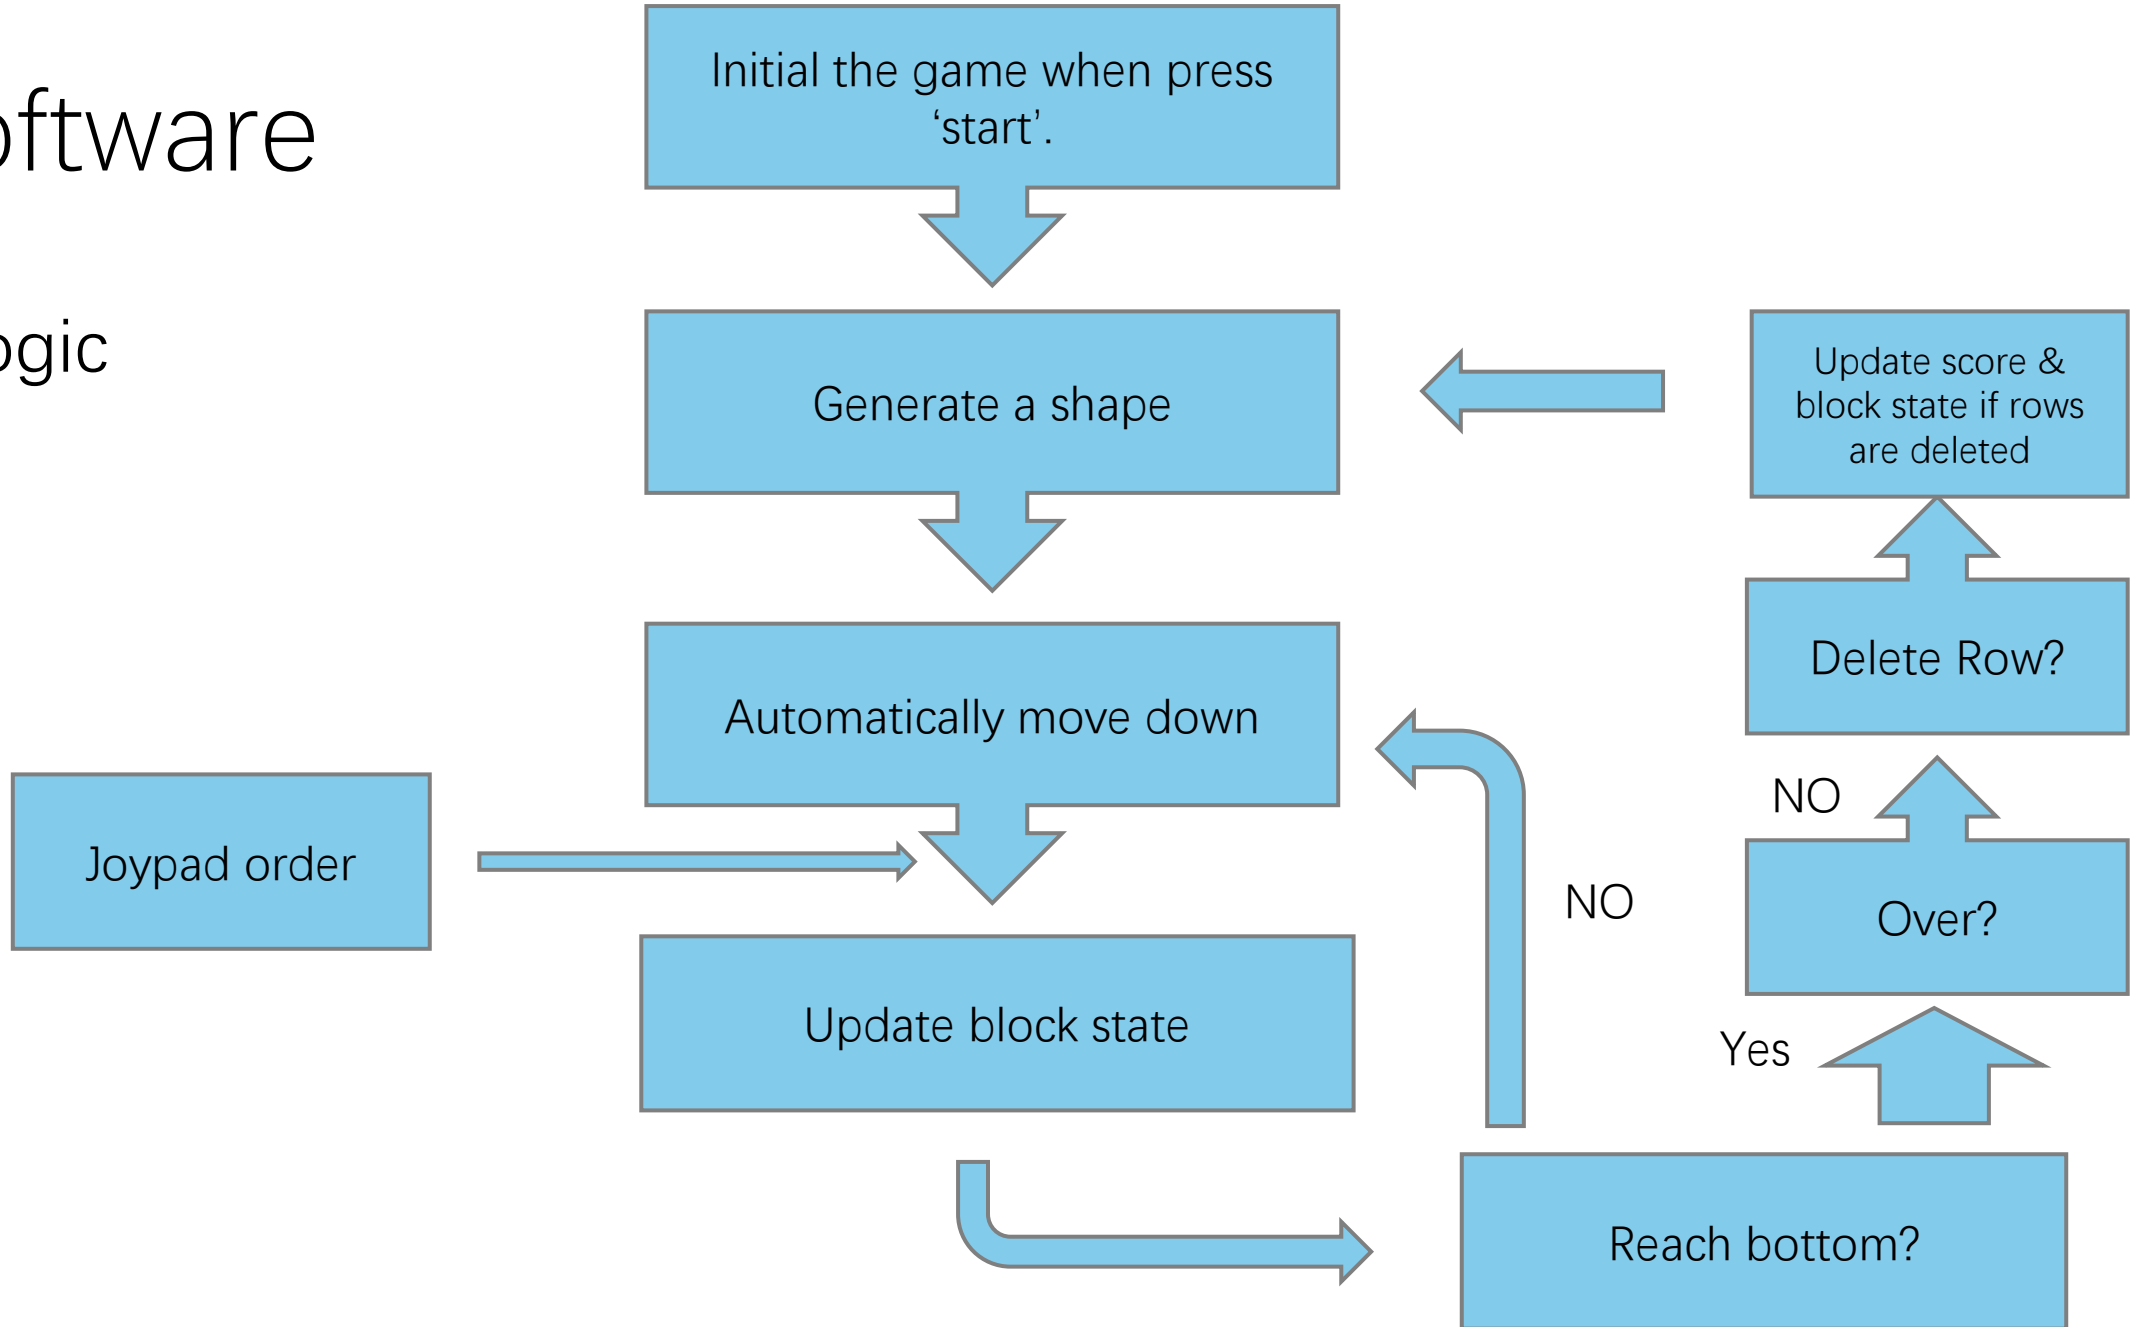 oftware
ogic
Initial the game when press
‘start’.
Generate a shape
Update score &
block state if rows
are deleted
Delete Row?
Automatically move down
NO
Joypad order
NO
Over?
Update block state
Yes
Reach bottom?